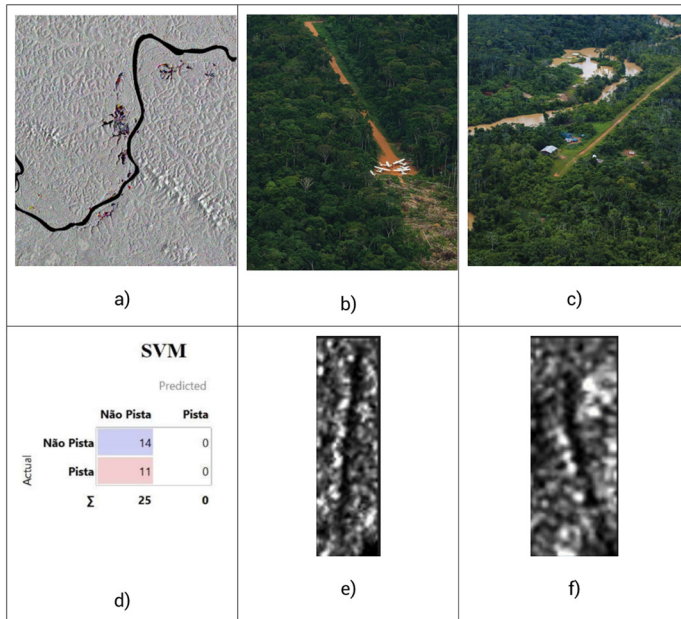 a)
b)
c)
SVM
Predicted
Não Pista Pista
Actual
Não Pista 14 0
Pista 11 0
∑ 25 0
d)
e)
f)